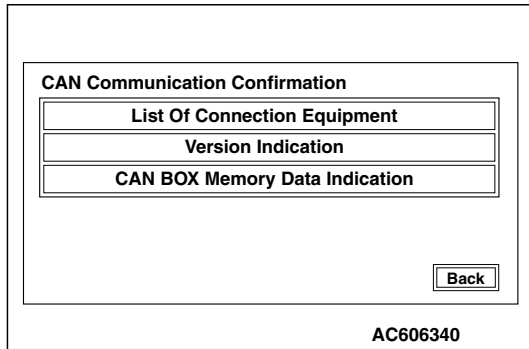 CAN Communication Confirmation
List Of Connection Equipment
Version Indication
CAN BOX Memory Data Indication
Back
AC606340